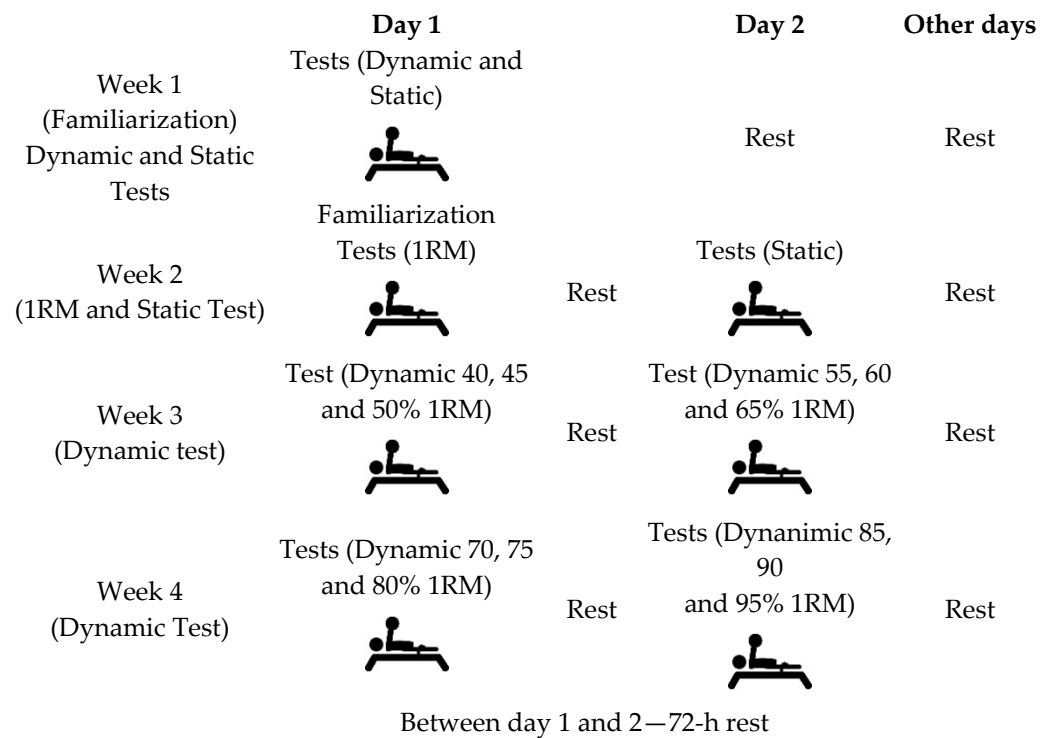 Day 1 Day 2 Other days
Week 1
(Familiarization)
Dynamic and Static
Tests
Tests (Dynamic and
Static)
Rest
Rest
Week 2
(1RM and Static Test)
Familiarization
Tests (1RM)
Rest
Tests (Static)
Rest
Week 3
(Dynamic test)
Test (Dynamic 40, 45
and 50% 1RM)
Rest
Test (Dynamic 55, 60
and 65% 1RM)
Rest
Week 4
(Dynamic Test)
Tests (Dynamic 70, 75
and 80% 1RM)
Rest
Tests (Dynanimic 85,
90
and 95% 1RM)
Rest
Between day 1 and 2—72-h rest